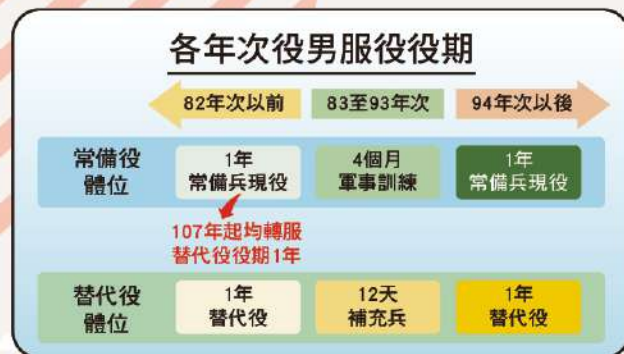 各年次役男服役役期
82年次以前 83至93年次 94年次以後
常備役
體位
1年
常備兵現役
4個月
軍事訓練
1年
常備兵現役
107年起均轉服
替代役役期1年
替代役
體位
1年
替代役
12天
補充兵
1年
替代役